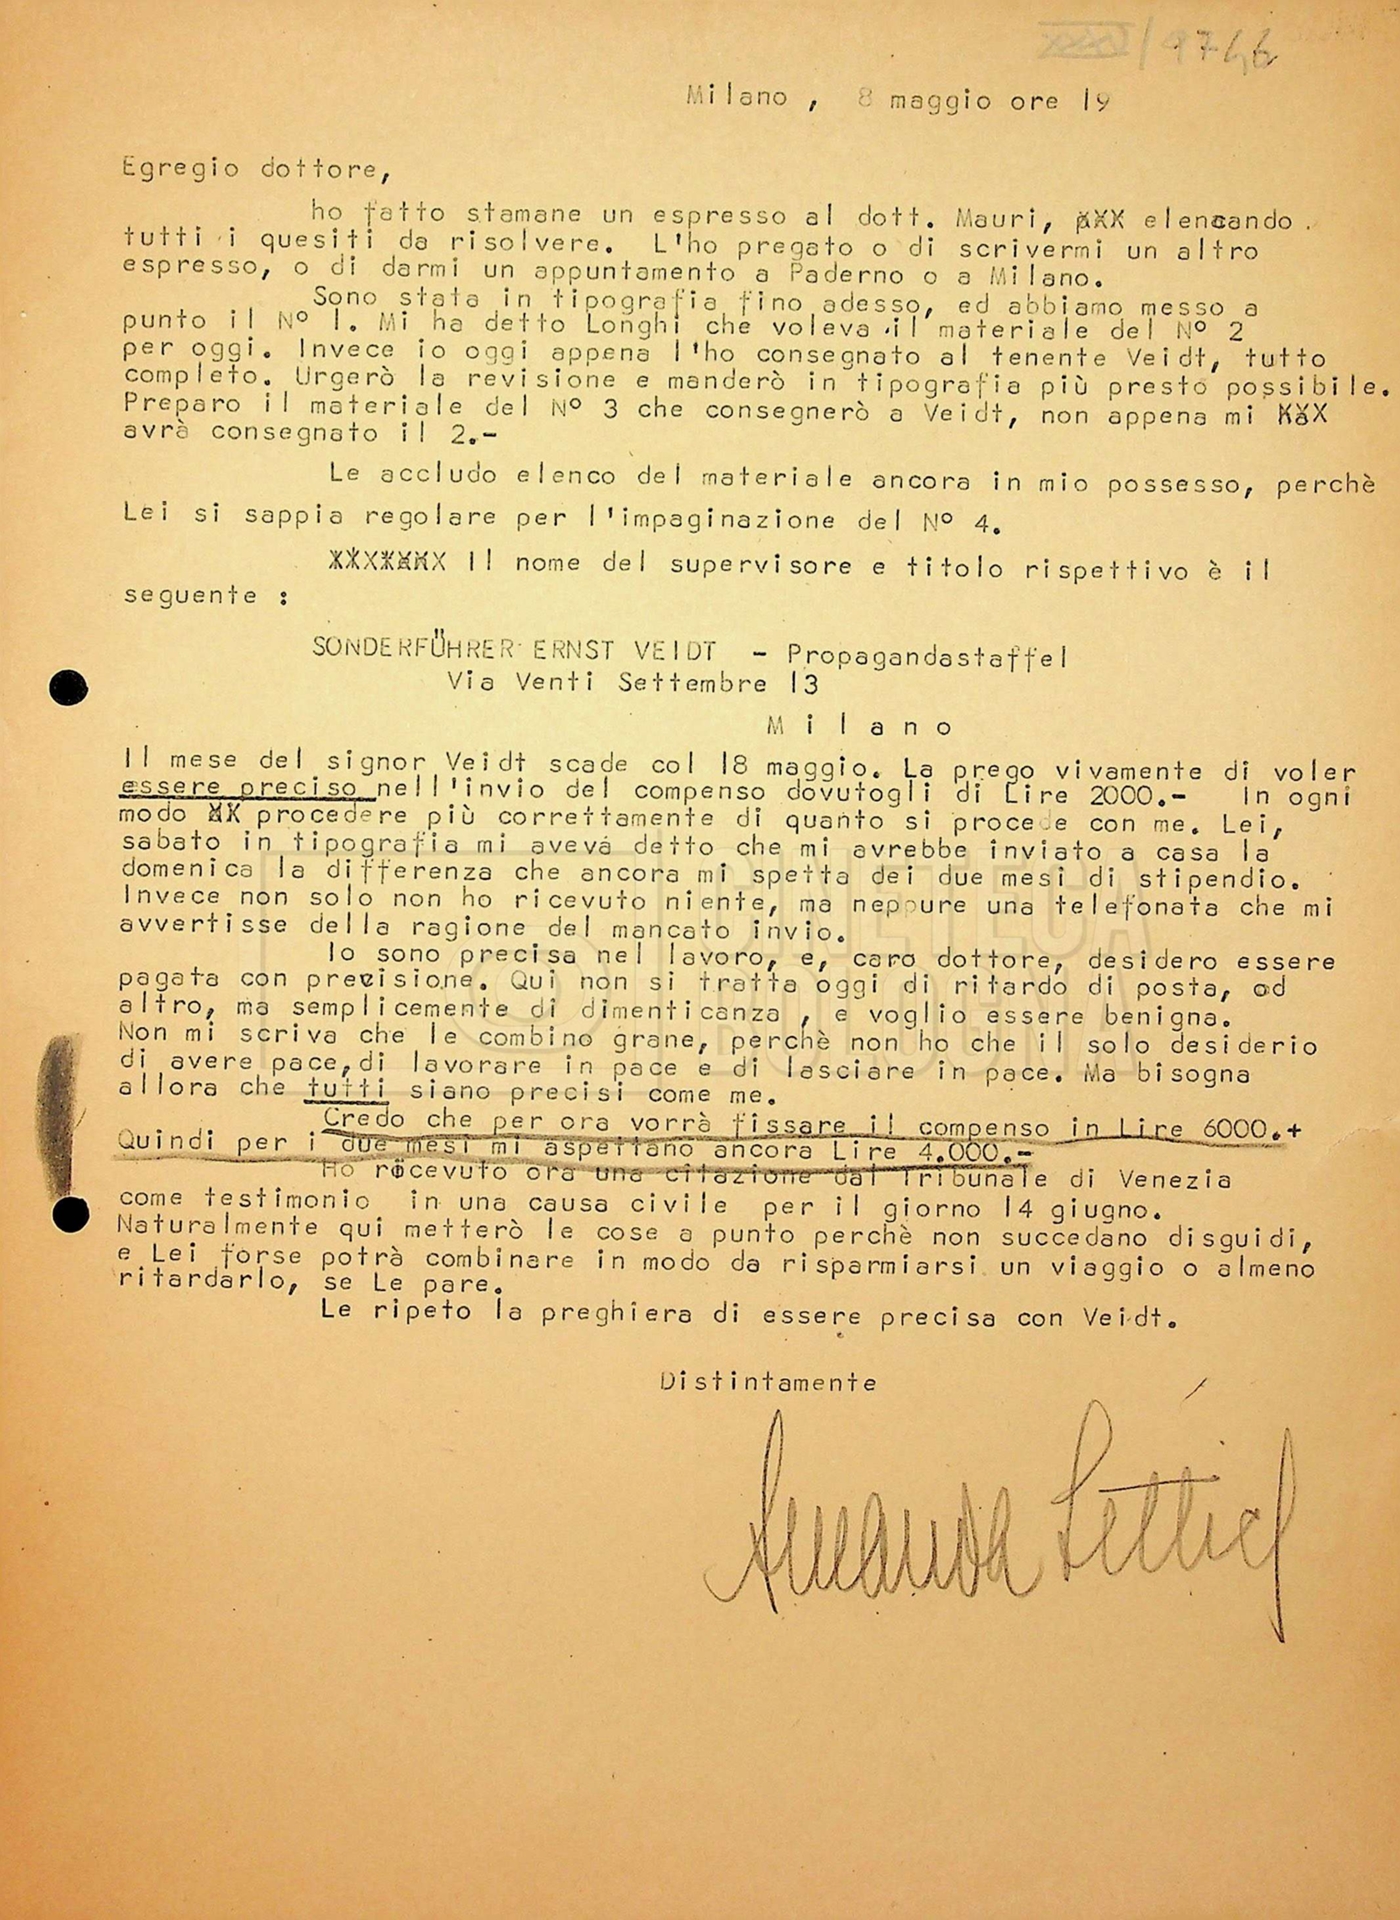 9746
Milano , 8 maggio ore 19
Egregio dottore,
ho fatto stamane un espresso al dott. Mauri, elencando
tutti i quesiti da risolvere. L'ho pregato o di scrivermi un altro
espresso, o di darmi un appuntamento a Paderno o a Milano.
Sono stata in tipografia fino adesso, ed abbiamo messo a
punto il N° 1. Mi ha detto Longhi che voleva il materiale del N° 2
per oggi. Invece io oggi appena l'ho consegnato al tenente Veidt, tutto
completo. Urgerò la revisione e manderò in tipografia più presto possibile.
Preparo il materiale del N° 3 che consegnerò a Veidt, non appena mi XXX
avrà consegnato il 2.-
Le accludo elenco del materiale ancora in mio possesso, perchè
Lei si sappia regolare per l'impaginazione del N° 4.
XXXXXXX Il nome del supervisore e titolo rispettivo è il
seguente :
SONDERFÜHRER ERNST VEIDT - Propagandastaffel
Via Venti Settembre 13
M i l a n o
Il mese del signor Veidt scade col 18 maggio. La prego vivamente di voler
essere preciso nell'invio del compenso dovutogli di Lire 2000.- In ogni
modo XX procedere più correttamente di quanto si procede con me. Lei,
sabato in tipografia mi aveva detto che mi avrebbe inviato a casa la
domenica la differenza che ancora mi spetta dei due mesi di stipendio.
Invece non solo non ho ricevuto niente, ma neppure una telefonata che mi
avvertisse della ragione del mancato invio.
Io sono precisa nel lavoro, e, caro dottore, desidero essere
pagata con precisione. Qui non si tratta oggi di ritardo di posta, od
altro, ma semplicemente di dimenticanza , e voglio essere benigna.
Non mi scriva che le combino grane, perchè non ho che il solo desiderio
di avere pace,di lavorare in pace e di lasciare in pace. Ma bisogna
allora che tutti siano precisi come me.
Credo che per ora vorrà fissare il compenso in Lire 6000.+
Quindi per i due mesi mi aspettano ancora Lire 4.000.-
Ho ricevuto ora una citazione dal Tribunale di Venezia
come testimonio in una causa civile per il giorno 14 giugno.
Naturalmente qui metterò le cose a punto perchè non succedano disguidi,
e Lei forse potrà combinare in modo da risparmiarsi un viaggio o almeno
ritardarlo, se Le pare.
Le ripeto la preghiera di essere precisa con Veidt.
Distintamente
CINETECA